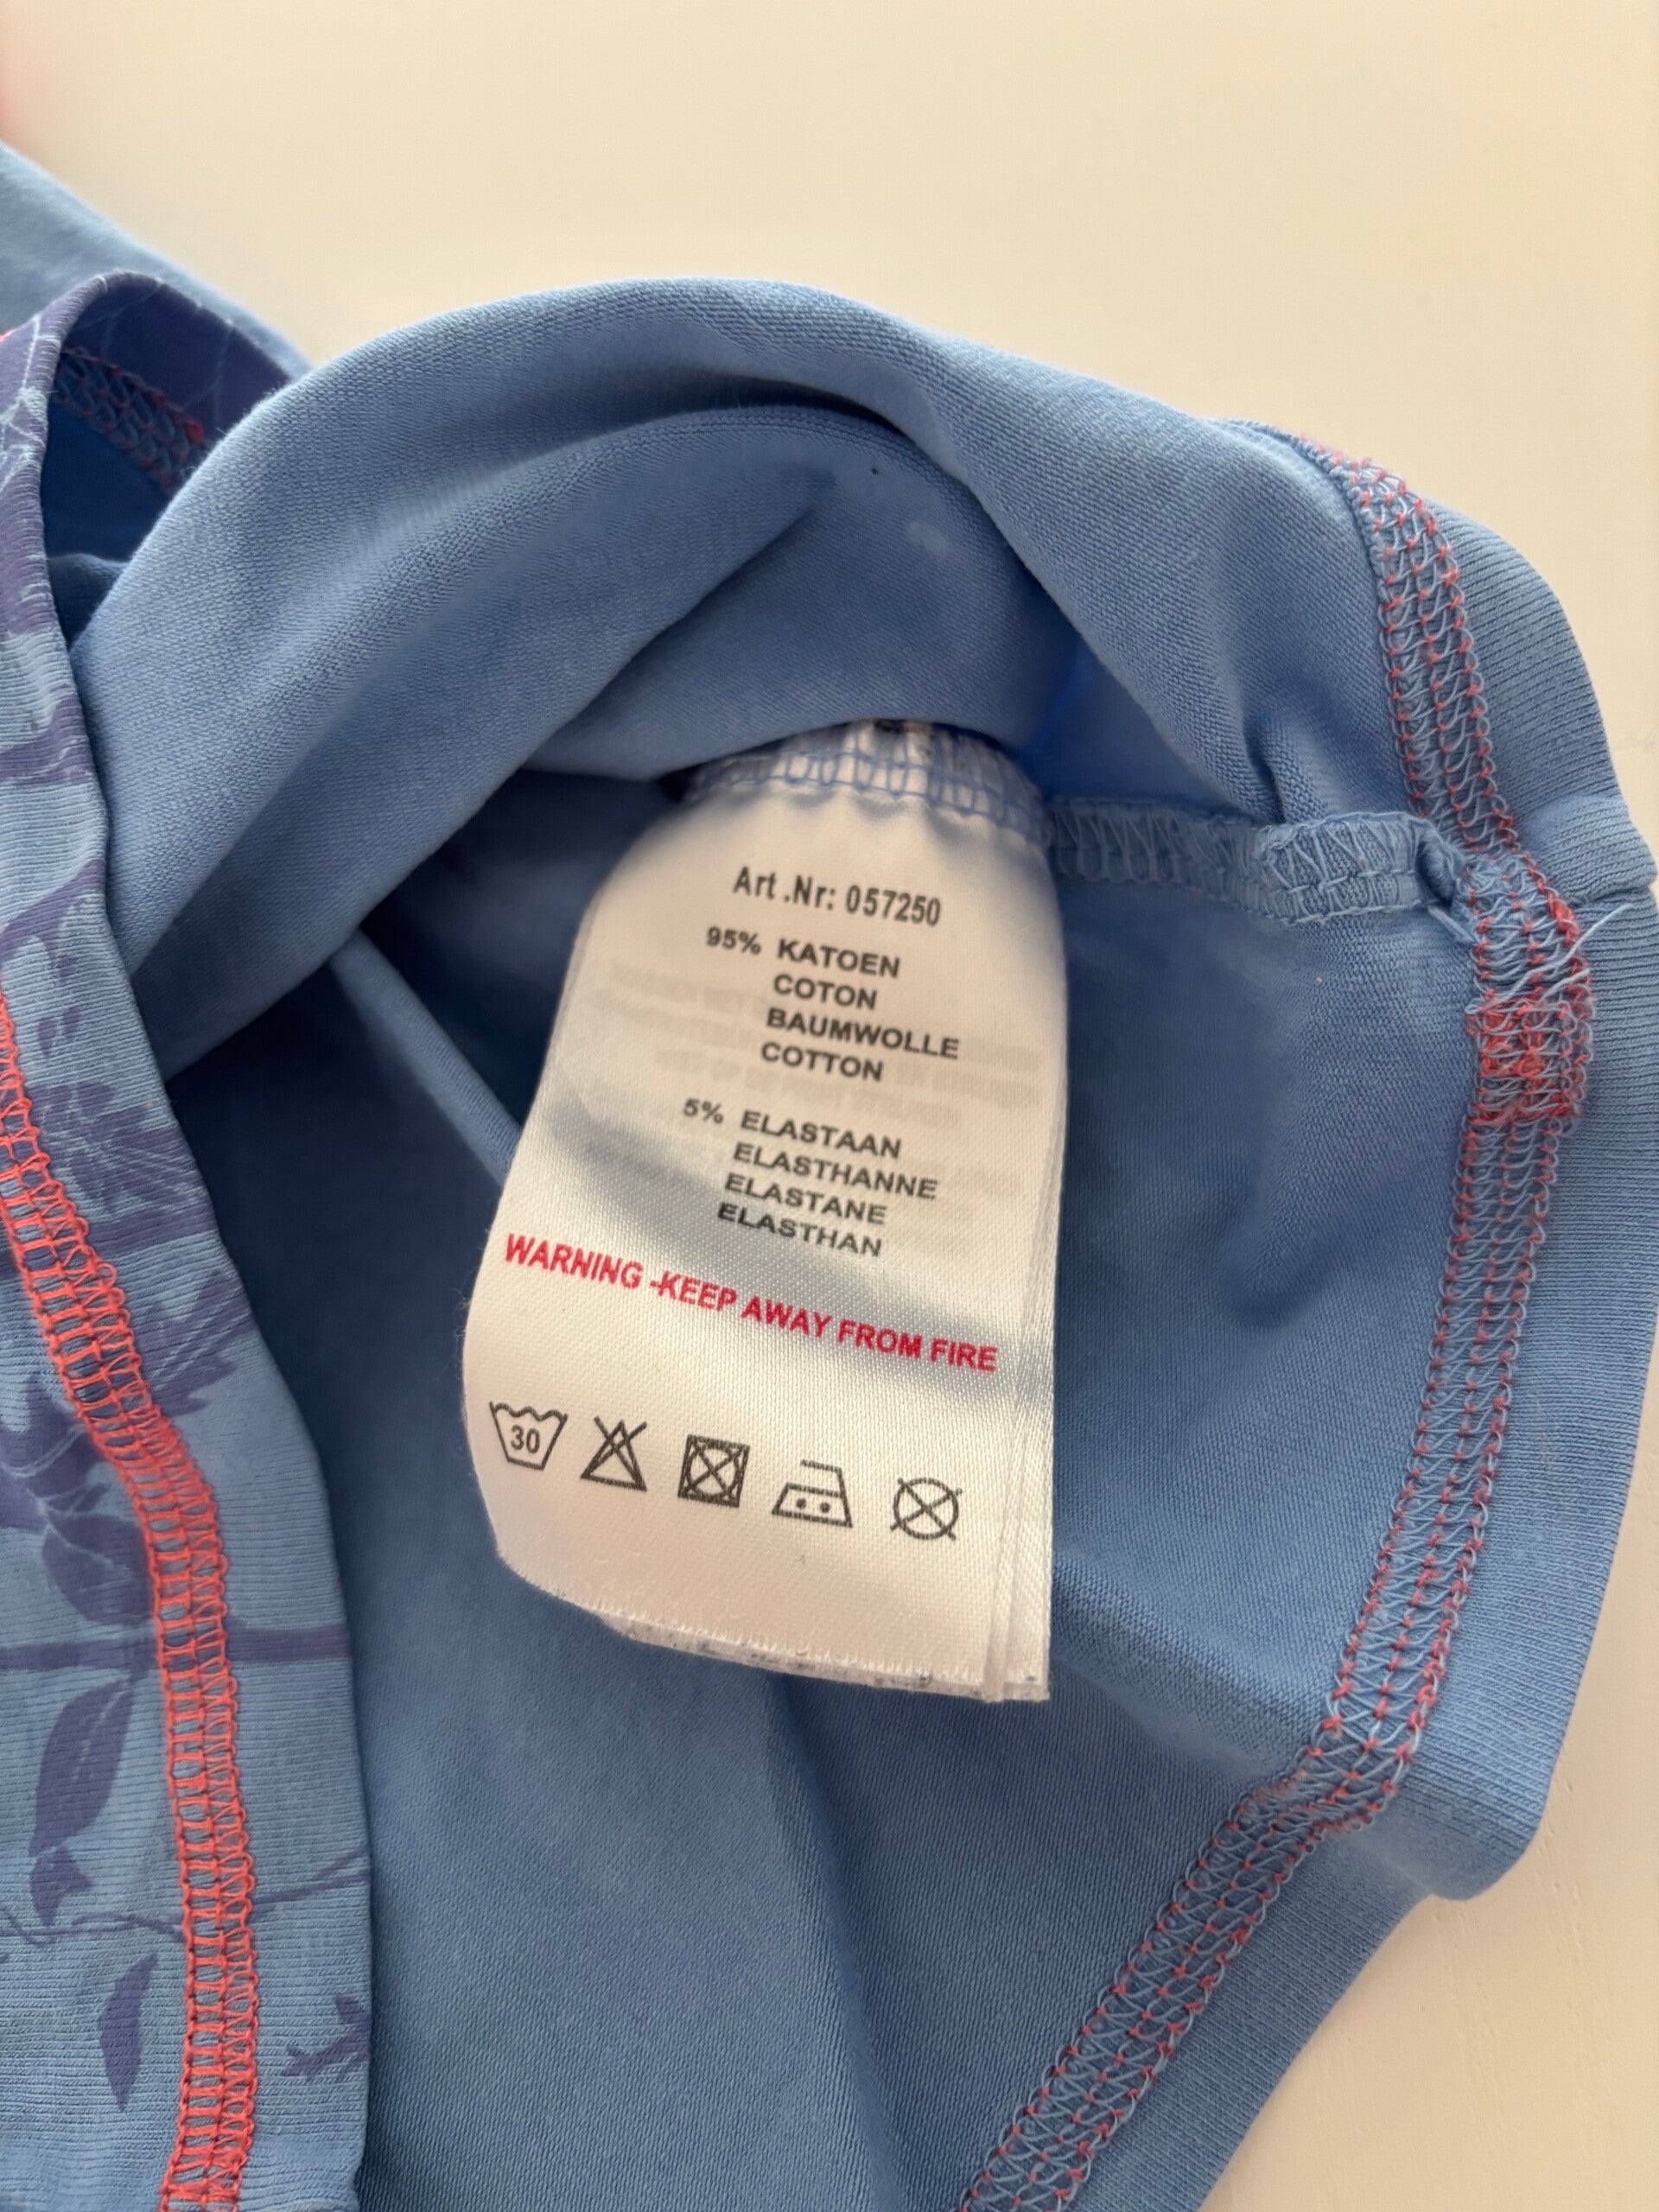 Art .Nr: 057250
95% KATOEN
COTON
BAUMWOLLE
COTTON
5% ELASTAAN
ELASTHANNE
ELASTANE
ELASTHAN
WARNING -KEEP AWAY FROM FIRE
30